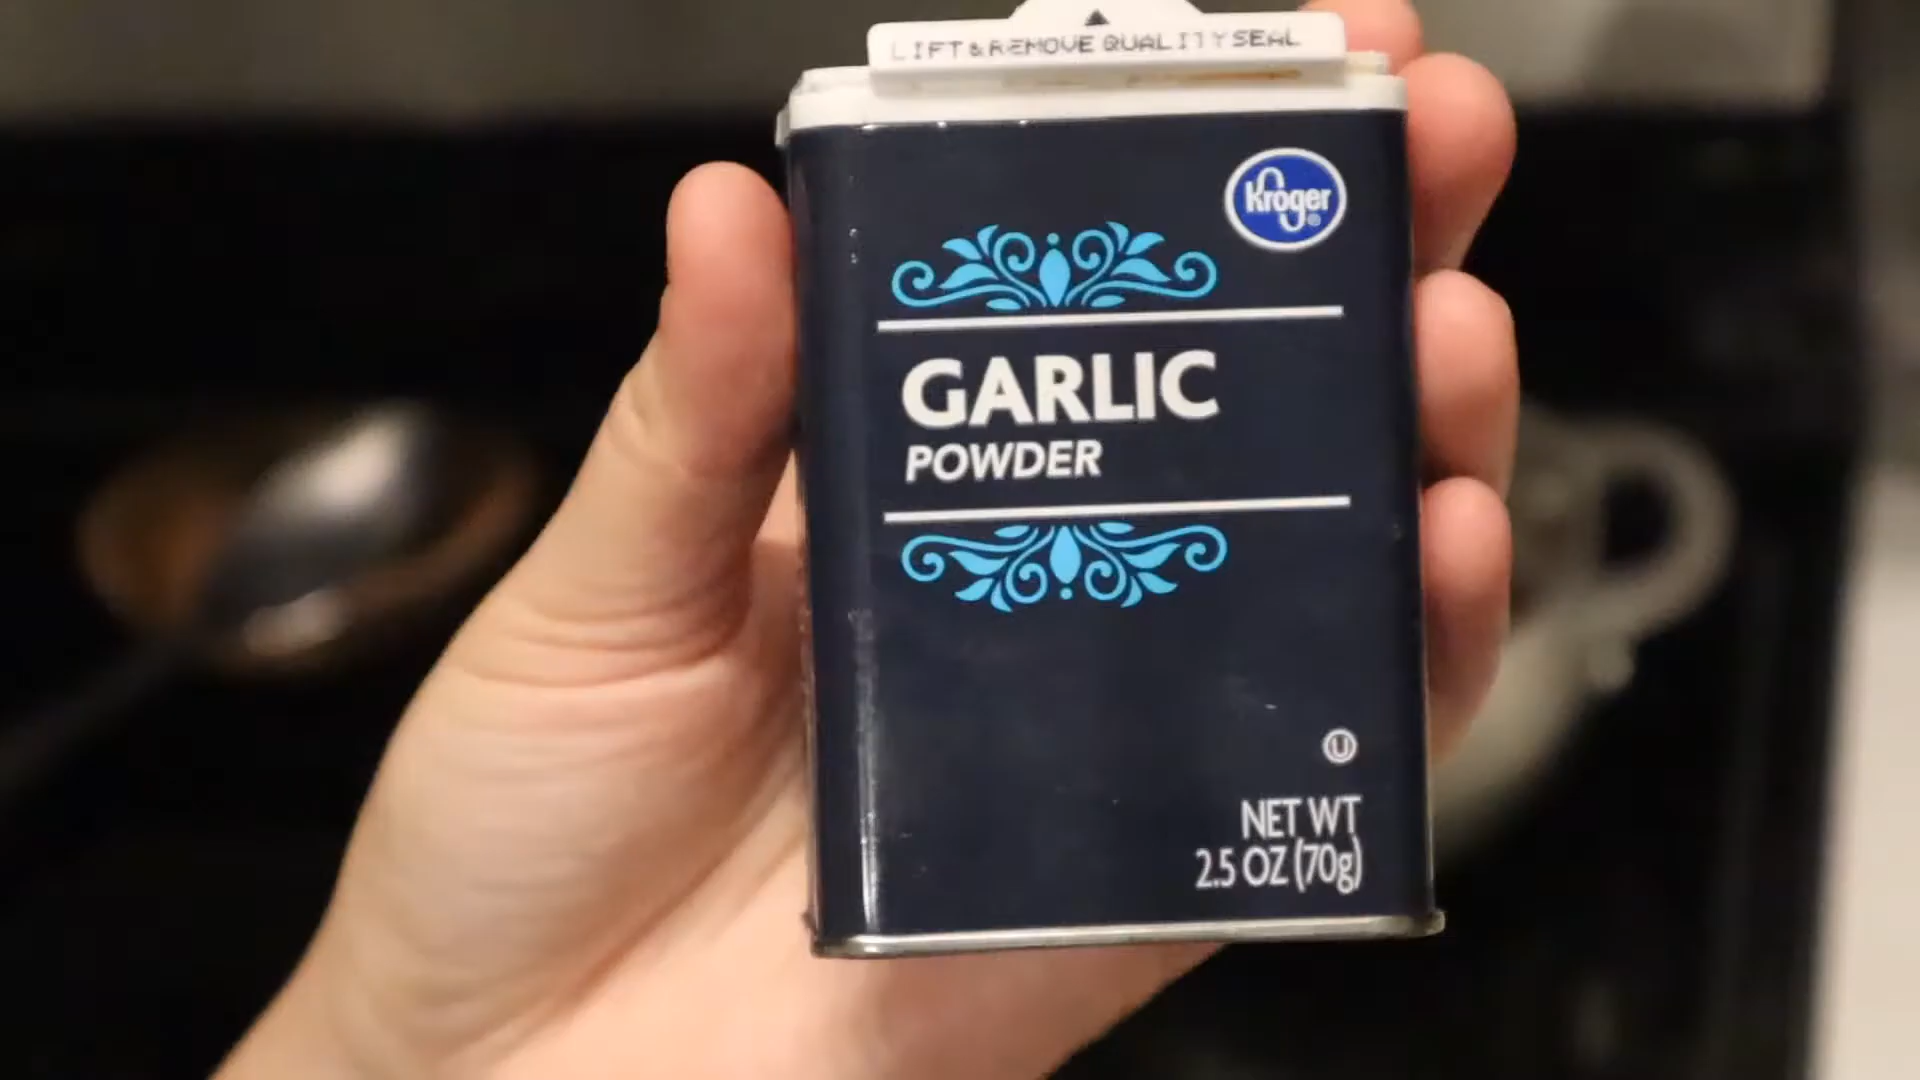 LIFT & REMOVE QUALITY SEAL
Kroger®
GARLIC
POWDER
U
NET WT
2.5 OZ (70g)